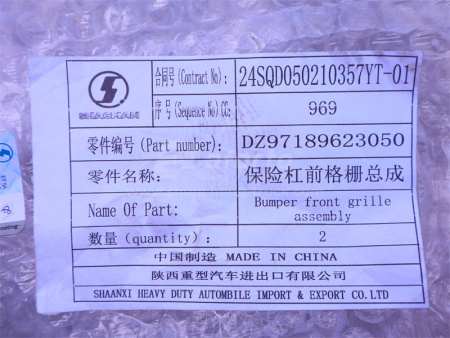 合同号(Contract No) 24SQD050210357YT-01
序 号(Sequence No)CC: 969
SHACMAN
零件编号(Part number): DZ97189623050
零件名称: 保险杠前格栅总成
Name Of Part: Bumper front grille assembly
数量(quantity): 2
中国制造 MADE IN CHINA
陕西重型汽车进出口有限公司
SHAANXI HEAVY DUTY AUTOMBILE IMPORT & EXPORT CO.LTD